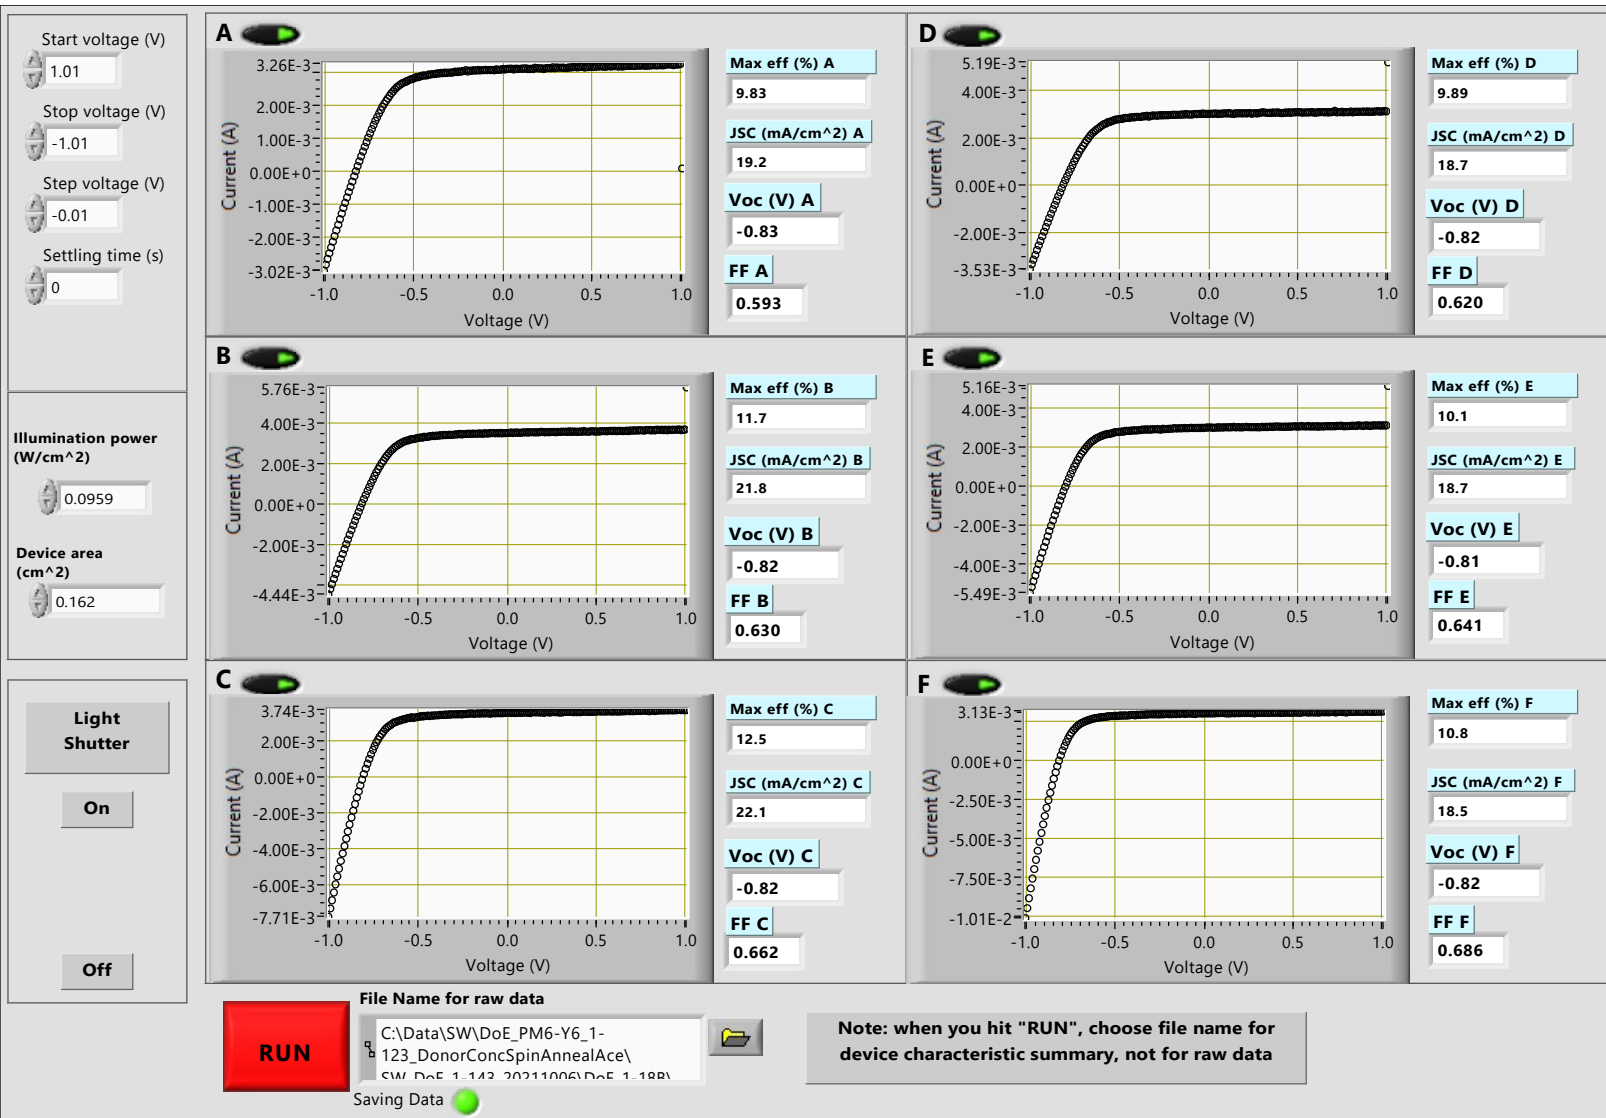 Start voltage (V)
1.01
Stop voltage (V)
-1.01
Step voltage (V)
-0.01
Settling time (s)
0
Illumination power
(W/cm^2)
0.0959
Device area
(cm^2)
0.162
Light
Shutter
On
Off
A
3.26E-3
2.00E-3
1.00E-3
0.00E+0
-1.00E-3
-2.00E-3
-3.02E-3
Current (A)
-1.0 -0.5 0.0 0.5 1.0
Voltage (V)
Max eff (%) A
9.83
JSC (mA/cm^2) A
19.2
Voc (V) A
-0.83
FF A
0.593
B
5.76E-3
4.00E-3
2.00E-3
0.00E+0
-2.00E-3
-4.44E-3
Current (A)
-1.0 -0.5 0.0 0.5 1.0
Voltage (V)
Max eff (%) B
11.7
JSC (mA/cm^2) B
21.8
Voc (V) B
-0.82
FF B
0.630
C
3.74E-3
2.00E-3
0.00E+0
-2.00E-3
-4.00E-3
-6.00E-3
-7.71E-3
Current (A)
-1.0 -0.5 0.0 0.5 1.0
Voltage (V)
Max eff (%) C
12.5
JSC (mA/cm^2) C
22.1
Voc (V) C
-0.82
FF C
0.662
D
5.19E-3
4.00E-3
2.00E-3
0.00E+0
-2.00E-3
-3.53E-3
Current (A)
-1.0 -0.5 0.0 0.5 1.0
Voltage (V)
Max eff (%) D
9.89
JSC (mA/cm^2) D
18.7
Voc (V) D
-0.82
FF D
0.620
E
5.16E-3
4.00E-3
2.00E-3
0.00E+0
-2.00E-3
-4.00E-3
-5.49E-3
Current (A)
-1.0 -0.5 0.0 0.5 1.0
Voltage (V)
Max eff (%) E
10.1
JSC (mA/cm^2) E
18.7
Voc (V) E
-0.81
FF E
0.641
F
3.13E-3
0.00E+0
-2.50E-3
-5.00E-3
-7.50E-3
-1.01E-2
Current (A)
-1.0 -0.5 0.0 0.5 1.0
Voltage (V)
Max eff (%) F
10.8
JSC (mA/cm^2) F
18.5
Voc (V) F
-0.82
FF F
0.686
RUN
File Name for raw data
C:\Data\SW\DoE_PM6-Y6_1-
123_DonorConcSpinAnnealAce\
SW_DoE_1-143_20211006\DoE_1-18B\
Saving Data
Note: when you hit "RUN", choose file name for
device characteristic summary, not for raw data